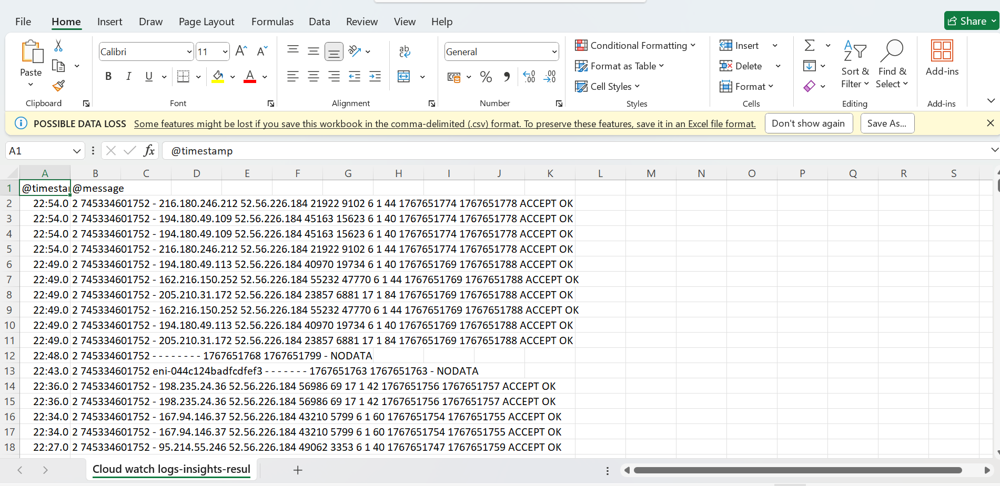 File Home Insert Draw Page Layout Formulas Data Review View Help Share
Calibri 11 General Conditional Formatting Insert
Paste Format as Table Delete Sort & Find & Add-ins
B I U A % Cell Styles Format Filter Select
Clipboard Font Alignment Number Styles Cells Editing Add-ins
POSSIBLE DATA LOSS Some features might be lost if you save this workbook in the comma-delimited (.csv) format. To preserve these features, save it in an Excel file format. Don't show again Save As...
A1 fx @timestamp
A B C D E F G H I J K L M N O P Q R S
1 @timestar @message
2 22:54.0 2 745334601752 - 216.180.246.212 52.56.226.184 21922 9102 6 1 44 1767651774 1767651778 ACCEPT OK
3 22:54.0 2 745334601752 - 194.180.49.109 52.56.226.184 45163 15623 6 1 40 1767651774 1767651778 ACCEPT OK
4 22:54.0 2 745334601752 - 194.180.49.109 52.56.226.184 45163 15623 6 1 40 1767651774 1767651778 ACCEPT OK
5 22:54.0 2 745334601752 - 216.180.246.212 52.56.226.184 21922 9102 6 1 44 1767651774 1767651778 ACCEPT OK
6 22:49.0 2 745334601752 - 194.180.49.113 52.56.226.184 40970 19734 6 1 40 1767651769 1767651788 ACCEPT OK
7 22:49.0 2 745334601752 - 162.216.150.252 52.56.226.184 55232 47770 6 1 44 1767651769 1767651788 ACCEPT OK
8 22:49.0 2 745334601752 - 205.210.31.172 52.56.226.184 23857 6881 17 1 84 1767651769 1767651788 ACCEPT OK
9 22:49.0 2 745334601752 - 162.216.150.252 52.56.226.184 55232 47770 6 1 44 1767651769 1767651788 ACCEPT OK
10 22:49.0 2 745334601752 - 194.180.49.113 52.56.226.184 40970 19734 6 1 40 1767651769 1767651788 ACCEPT OK
11 22:49.0 2 745334601752 - 205.210.31.172 52.56.226.184 23857 6881 17 1 84 1767651769 1767651788 ACCEPT OK
12 22:48.0 2 745334601752 - - - - - - - - 1767651768 1767651799 - NODATA
13 22:43.0 2 745334601752 eni-044c124badfcdfef3 - - - - - - - 1767651763 1767651763 - NODATA
14 22:36.0 2 745334601752 - 198.235.24.36 52.56.226.184 56986 69 17 1 42 1767651756 1767651757 ACCEPT OK
15 22:36.0 2 745334601752 - 198.235.24.36 52.56.226.184 56986 69 17 1 42 1767651756 1767651757 ACCEPT OK
16 22:34.0 2 745334601752 - 167.94.146.37 52.56.226.184 43210 5799 6 1 60 1767651754 1767651755 ACCEPT OK
17 22:34.0 2 745334601752 - 167.94.146.37 52.56.226.184 43210 5799 6 1 60 1767651754 1767651755 ACCEPT OK
18 22:27.0 2 745334601752 - 95.214.55.246 52.56.226.184 49062 3353 6 1 40 1767651747 1767651759 ACCEPT OK
Cloud watch logs-insights-resul